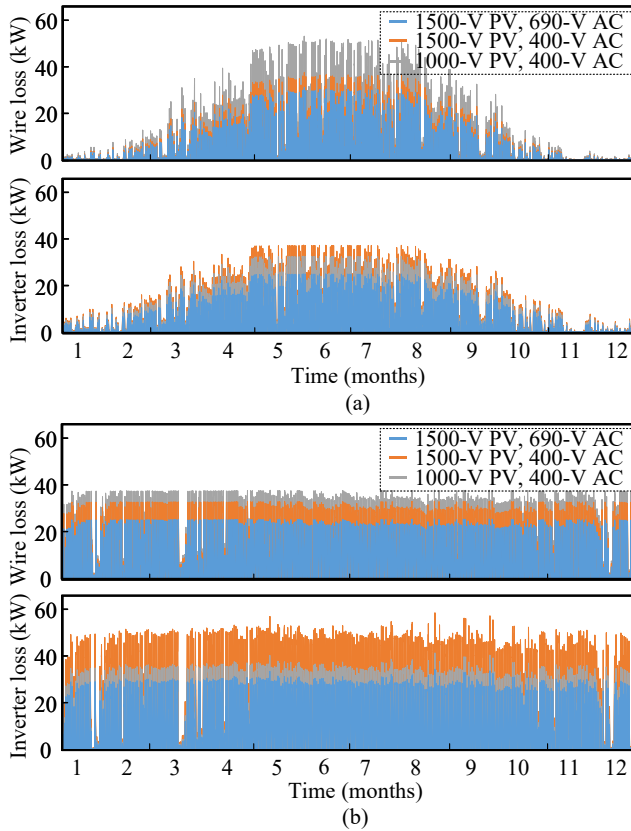 60
40
20
0
Wire loss (kW)
1500-V PV, 690-V AC
1500-V PV, 400-V AC
1000-V PV, 400-V AC
60
40
20
0
Inverter loss (kW)
1 2 3 4 5 6 7 8 9 10 11 12
Time (months)
(a)
60
40
20
0
Wire loss (kW)
1500-V PV, 690-V AC
1500-V PV, 400-V AC
1000-V PV, 400-V AC
60
40
20
0
Inverter loss (kW)
1 2 3 4 5 6 7 8 9 10 11 12
Time (months)
(b)